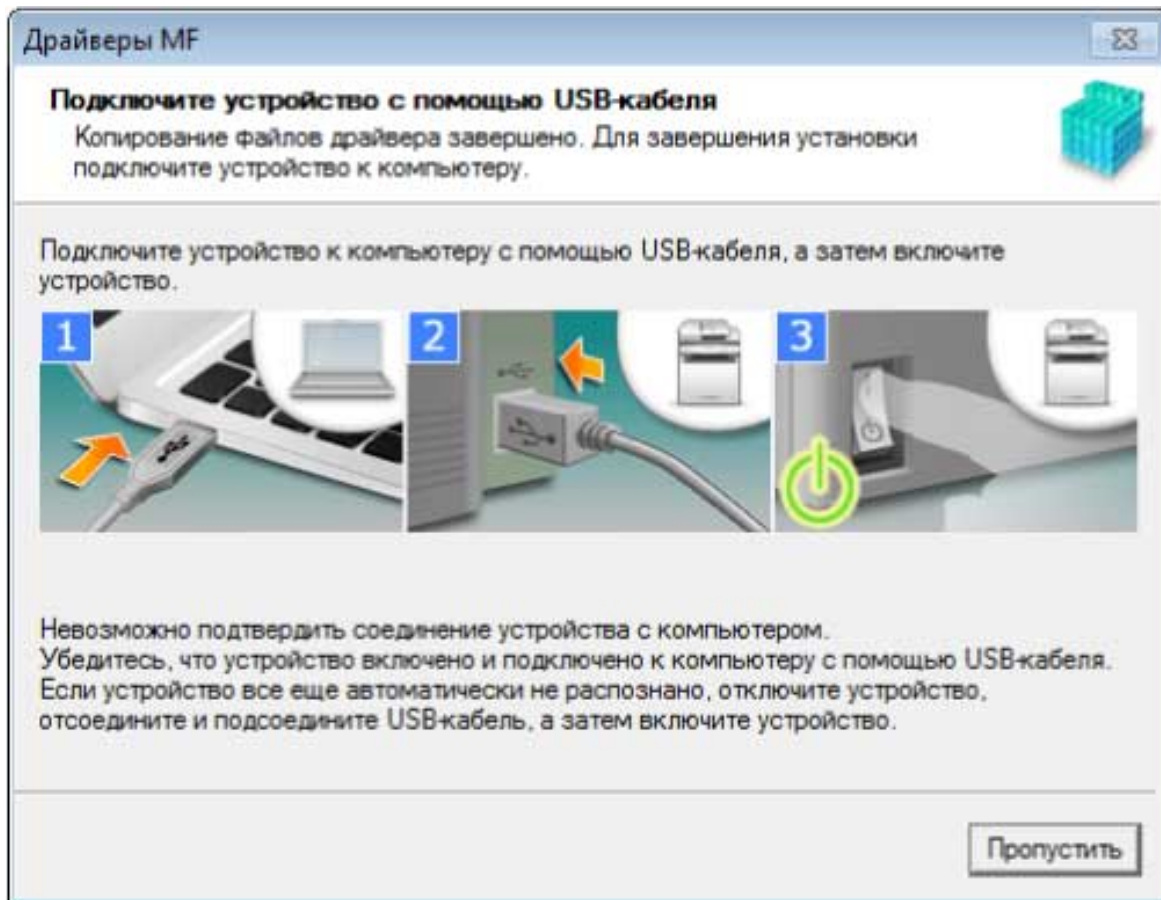 Драйверы MF
Подключите устройство с помощью USB-кабеля
Копирование файлов драйвера завершено. Для завершения установки
подключите устройство к компьютеру.
Подключите устройство к компьютеру с помощью USB-кабеля, а затем включите
устройство.
1
2
3
Невозможно подтвердить соединение устройства с компьютером.
Убедитесь, что устройство включено и подключено к компьютеру с помощью USB-кабеля.
Если устройство все еще автоматически не распознано, отключите устройство,
отсоедините и подсоедините USB-кабель, а затем включите устройство.
Пропустить